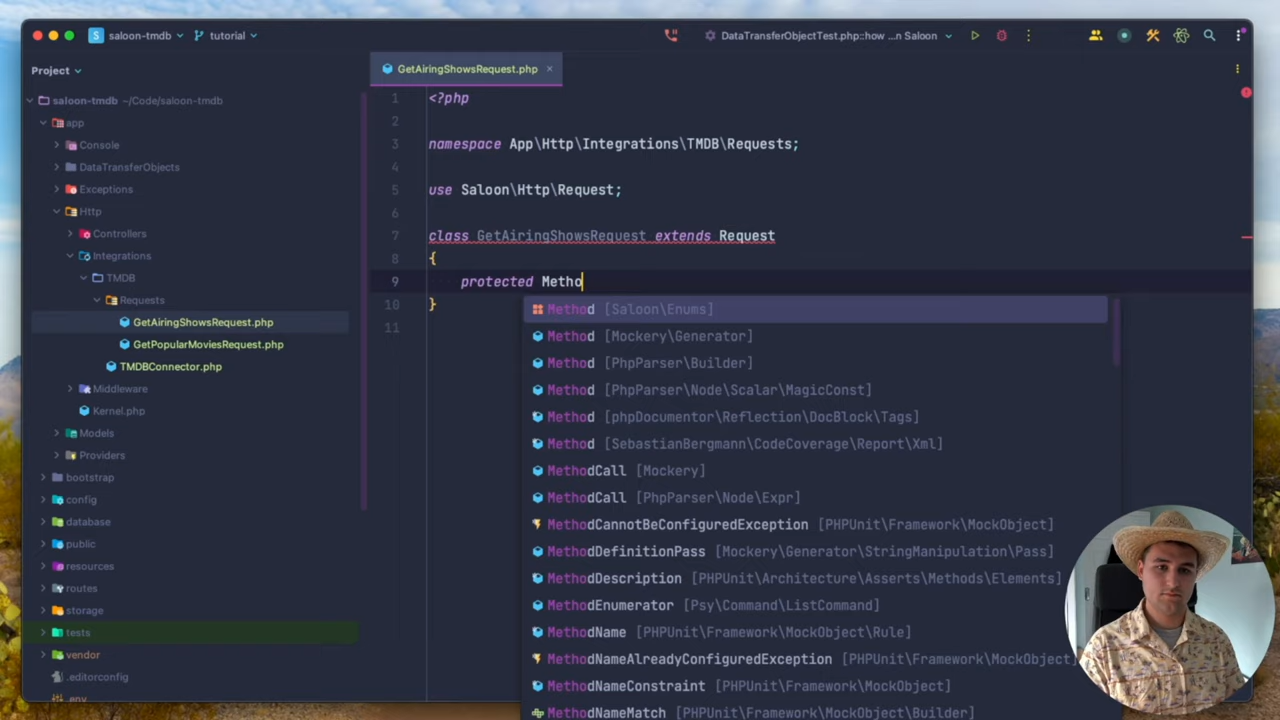 saloon-tmdb
tutorial
DataTransferObjectTest.php::how ...n Saloon
Project
GetAiringShowsRequest.php
saloon-tmdb ~/Code/saloon-tmdb
app
Console
DataTransferObjects
Exceptions
Http
Controllers
Integrations
TMDB
Requests
GetAiringShowsRequest.php
GetPopularMoviesRequest.php
TMDBConnector.php
Middleware
Kernel.php
Models
Providers
bootstrap
config
database
public
resources
routes
storage
tests
vendor
.editorconfig
.env
1 <?php
2
3 namespace App\Http\Integrations\TMDB\Requests;
4
5 use Saloon\Http\Request;
6
7 class GetAiringShowsRequest extends Request
8 {
9 protected Metho
10 }
11
Method [Saloon\Enums]
Method [Mockery\Generator]
Method [PhpParser\Builder]
Method [PhpParser\Node\Scalar\MagicConst]
Method [phpDocumentor\Reflection\DocBlock\Tags]
Method [SebastianBergmann\CodeCoverage\Report\Xml]
MethodCall [Mockery]
MethodCall [PhpParser\Node\Expr]
MethodCannotBeConfiguredException [PHPUnit\Framework\MockObject]
MethodDefinitionPass [Mockery\Generator\StringManipulation\Pass]
MethodDescription [PHPUnit\Architecture\Asserts\Methods\Elements]
MethodEnumerator [Psy\Command\ListCommand]
MethodName [PHPUnit\Framework\MockObject\Rule]
MethodNameAlreadyConfiguredException [PHPUnit\Framework\MockObject]
MethodNameConstraint [PHPUnit\Framework\MockObject]
MethodNameMatch [PHPUnit\Framework\MockObject\Builder]